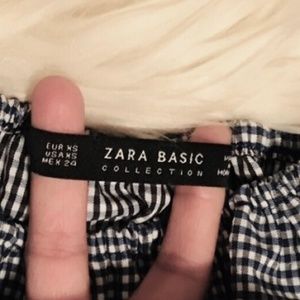 EUR XS
USA XS
MEX 24
ZARA BASIC
COLLECTION